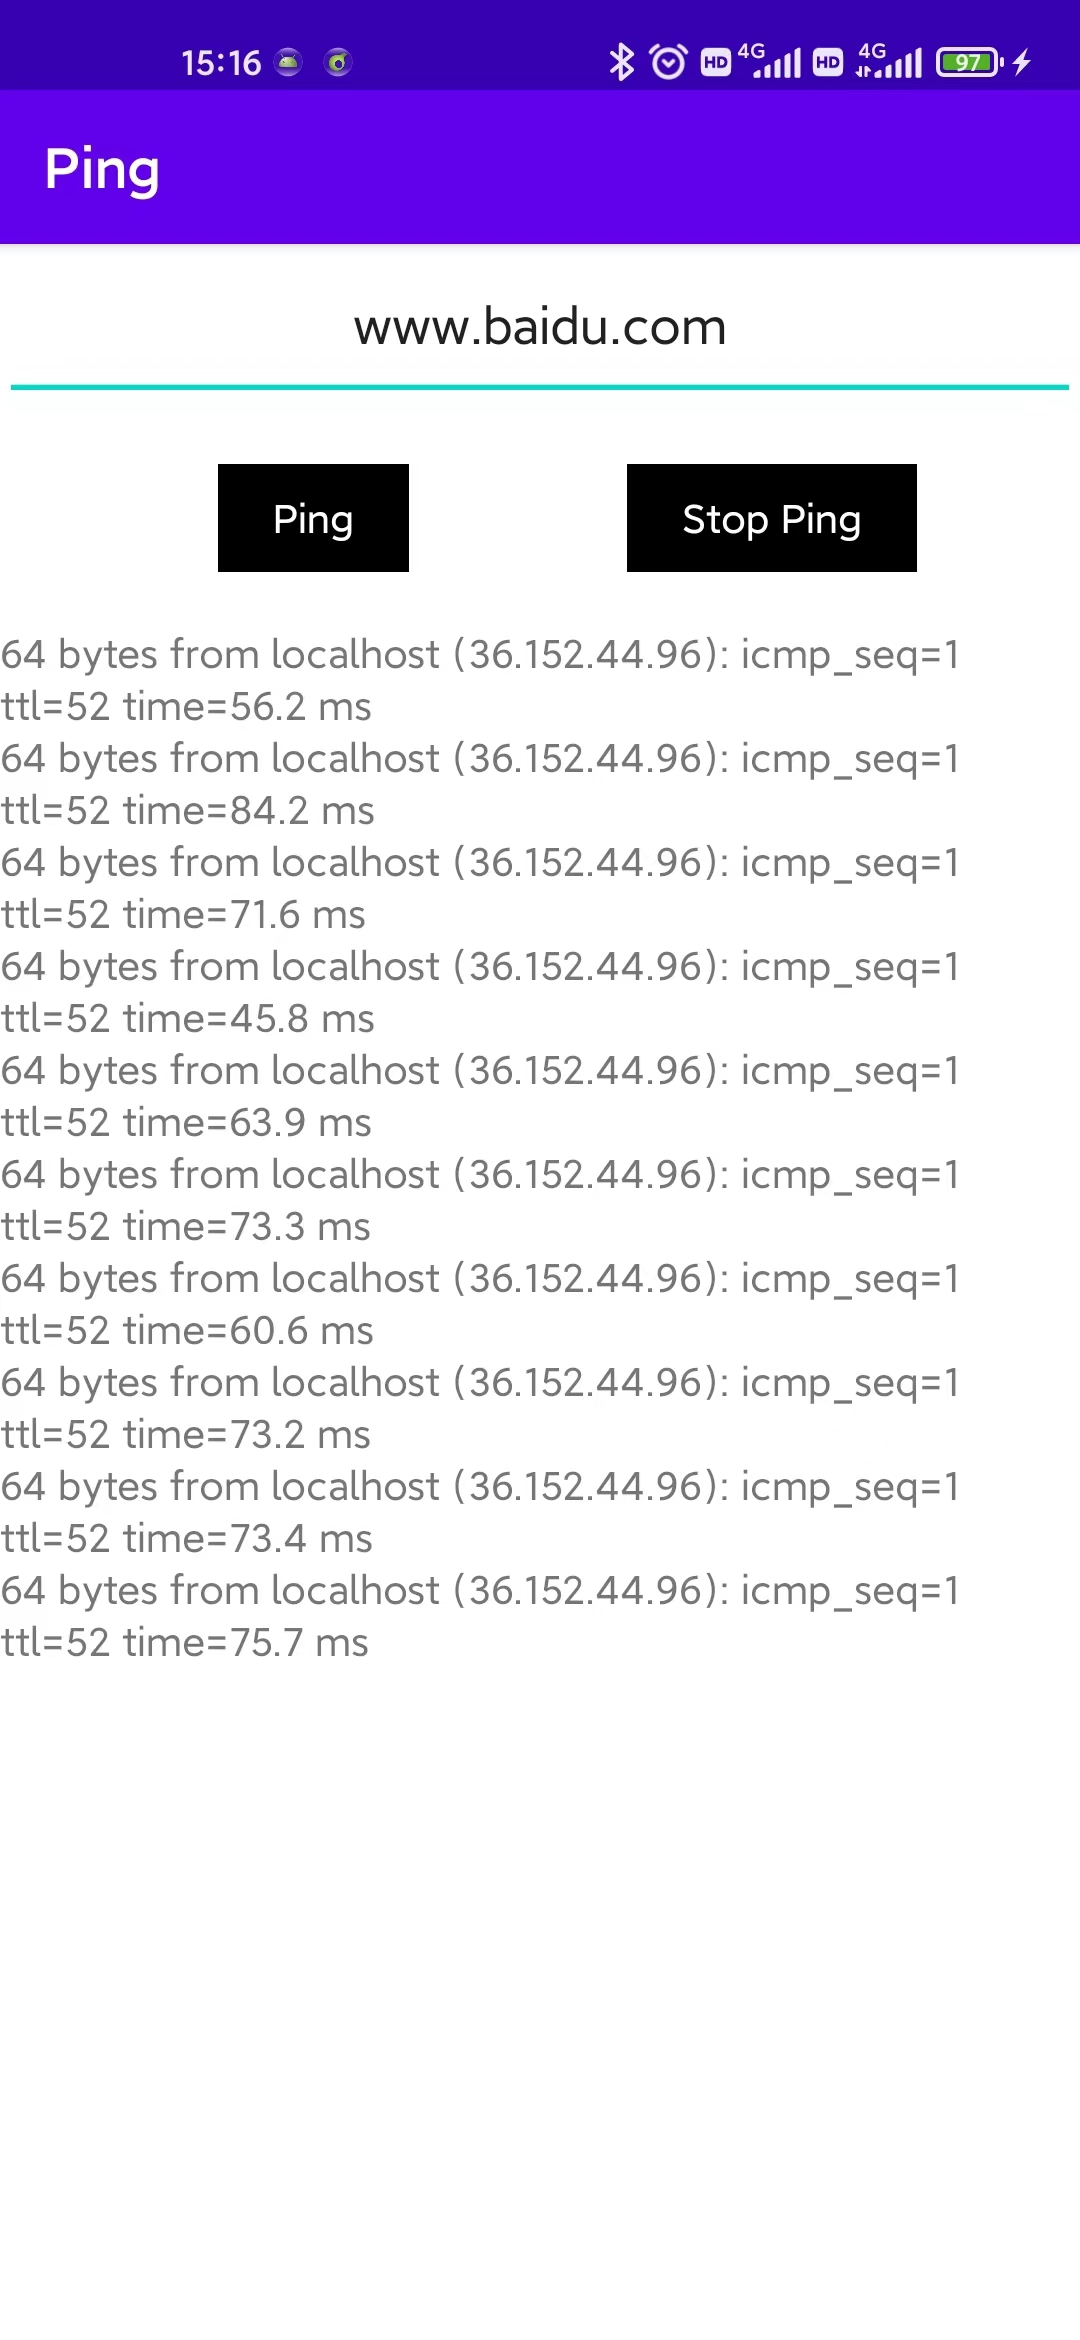 15:16 HD 4G HD 4G 97
Ping
www.baidu.com
Ping Stop Ping
64 bytes from localhost (36.152.44.96): icmp_seq=1
ttl=52 time=56.2 ms
64 bytes from localhost (36.152.44.96): icmp_seq=1
ttl=52 time=84.2 ms
64 bytes from localhost (36.152.44.96): icmp_seq=1
ttl=52 time=71.6 ms
64 bytes from localhost (36.152.44.96): icmp_seq=1
ttl=52 time=45.8 ms
64 bytes from localhost (36.152.44.96): icmp_seq=1
ttl=52 time=63.9 ms
64 bytes from localhost (36.152.44.96): icmp_seq=1
ttl=52 time=73.3 ms
64 bytes from localhost (36.152.44.96): icmp_seq=1
ttl=52 time=60.6 ms
64 bytes from localhost (36.152.44.96): icmp_seq=1
ttl=52 time=73.2 ms
64 bytes from localhost (36.152.44.96): icmp_seq=1
ttl=52 time=73.4 ms
64 bytes from localhost (36.152.44.96): icmp_seq=1
ttl=52 time=75.7 ms